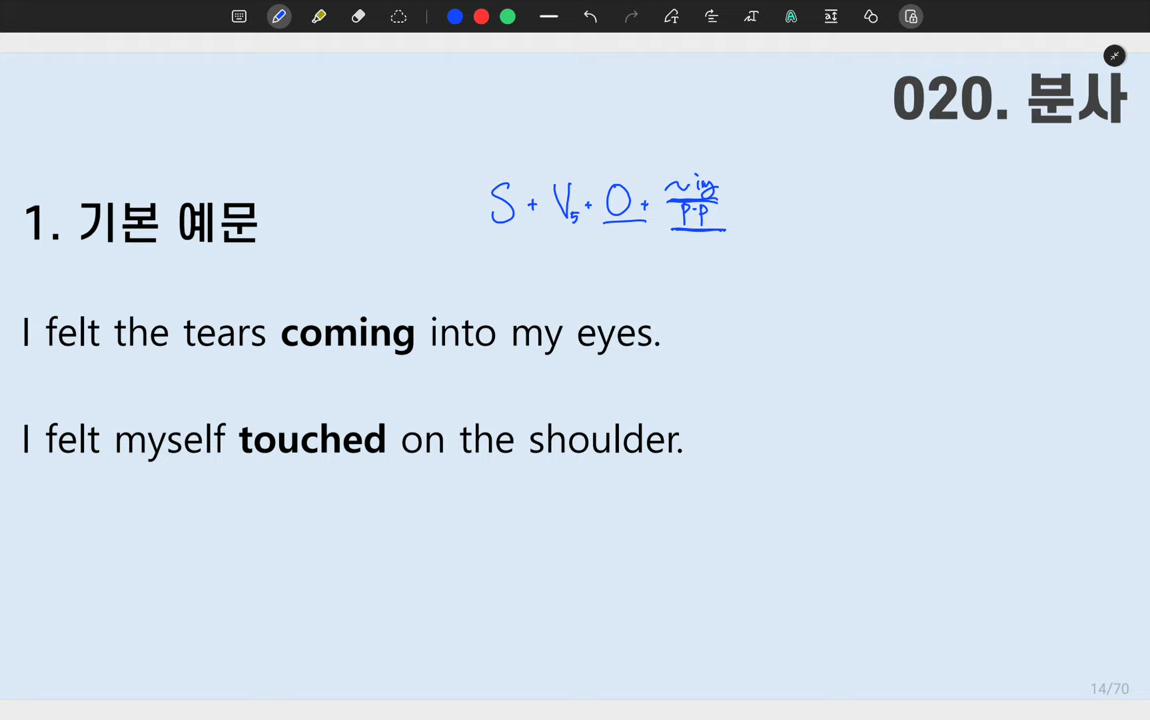 020. 분사
S + V5 + O + ~ing
p.p
1. 기본 예문
I felt the tears coming into my eyes.
I felt myself touched on the shoulder.
14/70